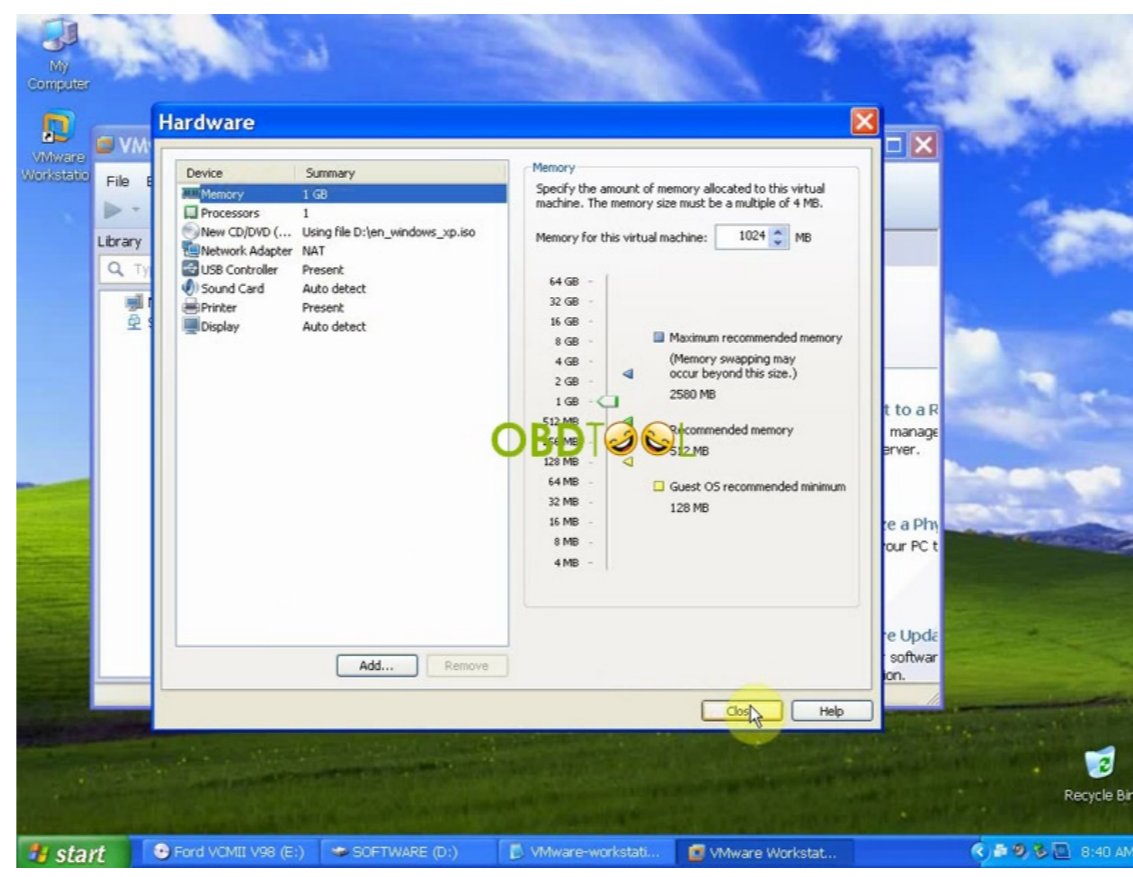 My
Computer
VMware
Workstatio
Hardware
VM
File E
Library
Device Summary
Memory 1 GB
Processors 1
New CD/DVD (... Using file D:\en_windows_xp.iso
Network Adapter NAT
USB Controller Present
Sound Card Auto detect
Printer Present
Display Auto detect
Add... Remove
Memory
Specify the amount of memory allocated to this virtual
machine. The memory size must be a multiple of 4 MB.
Memory for this virtual machine: 1024 MB
64 GB
32 GB
16 GB
8 GB
4 GB
2 GB
1 GB
512 MB
256 MB
128 MB
64 MB
32 MB
16 MB
8 MB
4 MB
Maximum recommended memory
(Memory swapping may
occur beyond this size.)
2580 MB
Recommended memory
512 MB
Guest OS recommended minimum
128 MB
OBDT L
Close Help
t to a R
manage
erver.
ze a Phy
our PC t
re Upda
softwar
ion.
Recycle Bin
start
Ford VCMII V98 (E:)
SOFTWARE (D:)
VMware-workstati...
VMware Workstat...
8:40 AM